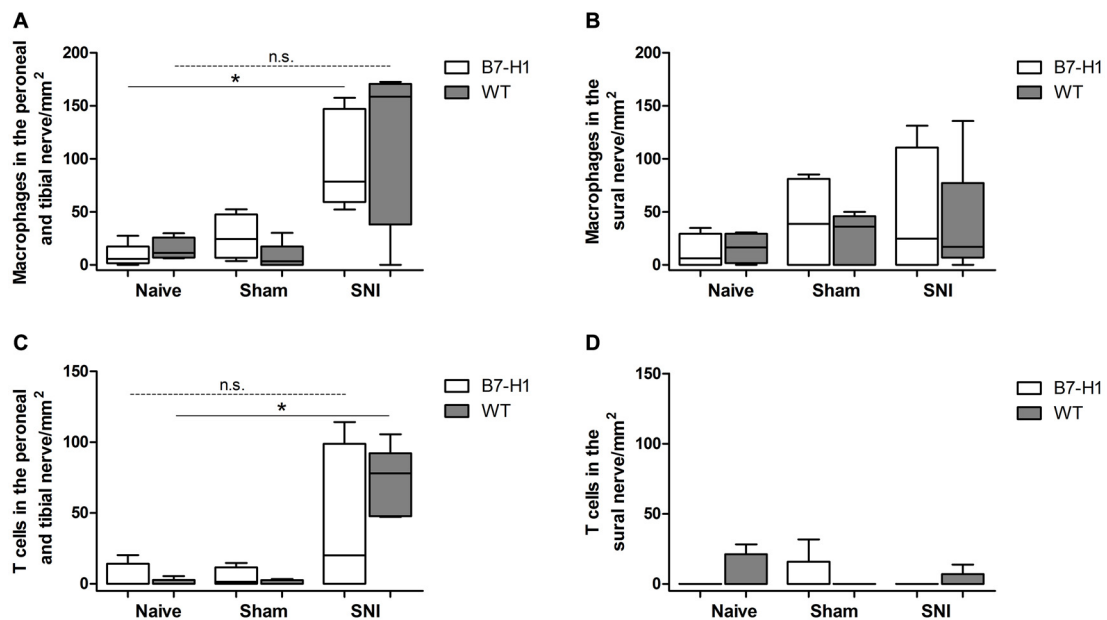 A
Macrophages in the peroneal
and tibial nerve/mm²
200
150
100
50
0
n.s.
*
B7-H1
WT
Naive Sham SNI
B
Macrophages in the
sural nerve/mm²
200
150
100
50
0
B7-H1
WT
Naive Sham SNI
C
T cells in the peroneal
and tibial nerve/mm²
150
100
50
0
n.s.
*
B7-H1
WT
Naive Sham SNI
D
T cells in the
sural nerve/mm²
150
100
50
0
B7-H1
WT
Naive Sham SNI